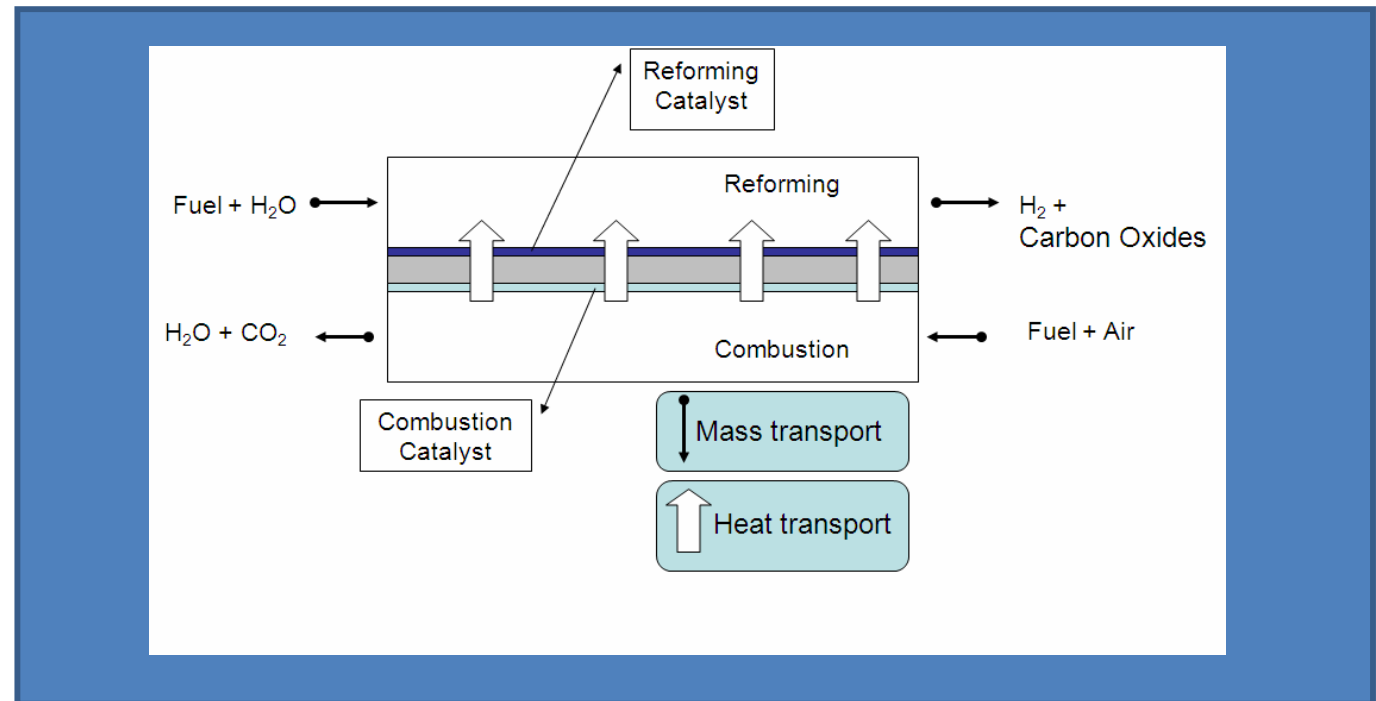 Reforming
Catalyst
Reforming
Fuel + H₂O
H₂ +
Carbon Oxides
H₂O + CO₂
Fuel + Air
Combustion
Combustion
Catalyst
Mass transport
Heat transport